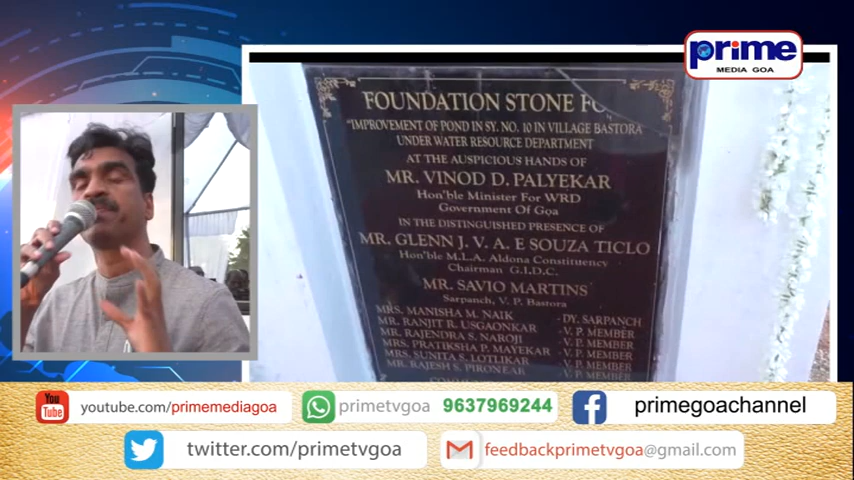 prime
MEDIA GOA
FOUNDATION STONE
"IMPROVEMENT OF POND IN SY. NO. 10 IN VILLAGE BASTORA
UNDER WATER RESOURCE DEPARTMENT
AT THE AUSPICIOUS HANDS OF
MR. VINOD D. PALYEKAR
Hon'ble Minister For WRD
Government Of Goa
IN THE DISTINGUISHED PRESENCE OF
MR. GLENN J. V. A. E SOUZA TICLO
Hon'ble M.L.A. Aldona Constituency
Chairman G.I.D.C.
MR. SAVIO MARTINS
Sarpanch, V. P. Bastora
MRS. MANISHA M. NAIK - DY. SARPANCH
MR. RANJIT R. USGAONKAR - V. P. MEMBER
MR. RAJENDRA S. NAROJI - V. P. MEMBER
MRS. PRATIKSHA P. MAYEKAR - V. P. MEMBER
MRS. SUNITA S. LOTLIKAR - V. P. MEMBER
MR. RAJESH S. - V. P. MEMBER
You Tube youtube.com/primemediagoa
primetvgoa 9637969244
primegoachannel
twitter.com/primetvgoa
feedbackprimetvgoa@gmail.com